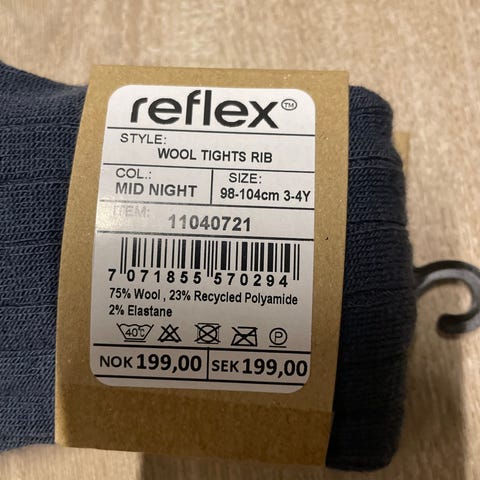 reflex™
STYLE:
WOOL TIGHTS RIB
COL.: SIZE:
MID NIGHT 98-104cm 3-4Y
ITEM: 11040721
7 071855 570294
75% Wool , 23% Recycled Polyamide
2% Elastane
40° P
NOK 199,00 SEK 199,00